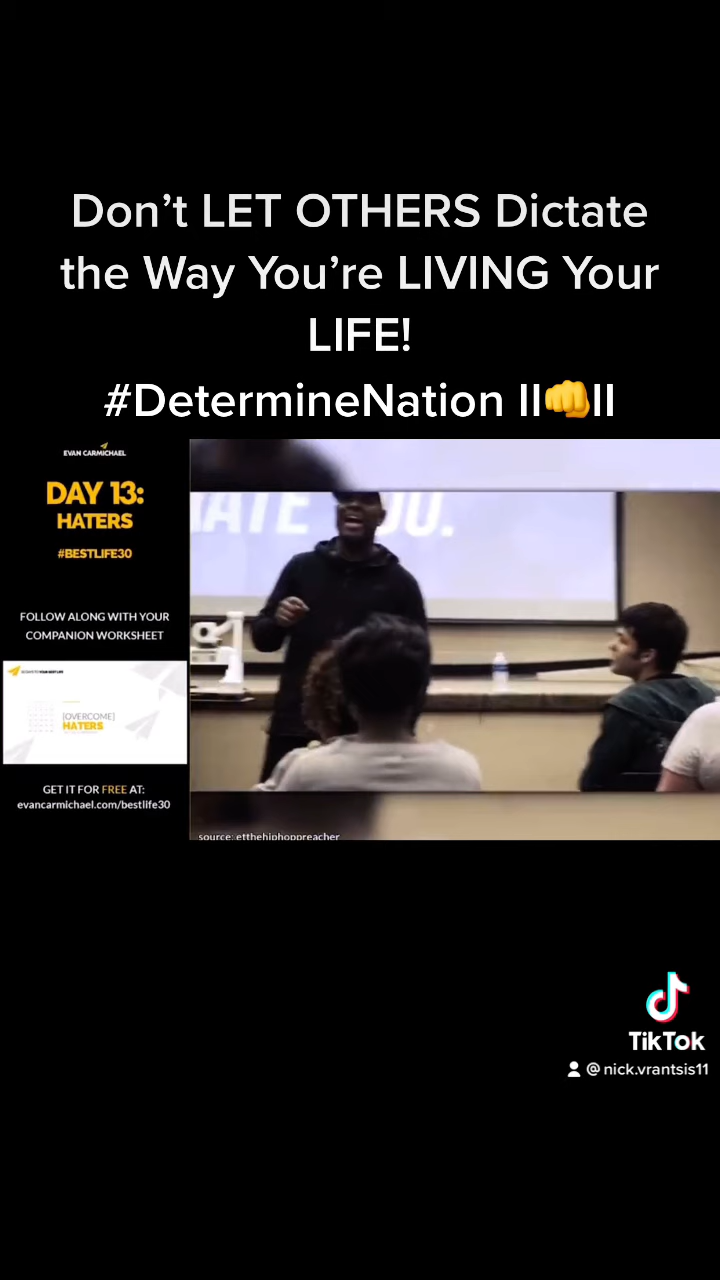 Don’t LET OTHERS Dictate
the Way You’re LIVING Your
LIFE!
#DetermineNation II👊II
EVAN CARMICHAEL
DAY 13:
HATERS
#BESTLIFE30
FOLLOW ALONG WITH YOUR
COMPANION WORKSHEET
[OVERCOME]
HATERS
GET IT FOR FREE AT:
evancarmichael.com/bestlife30
YOU.
source: etthehiphoppreacher
TikTok
@nick.vrantsis11